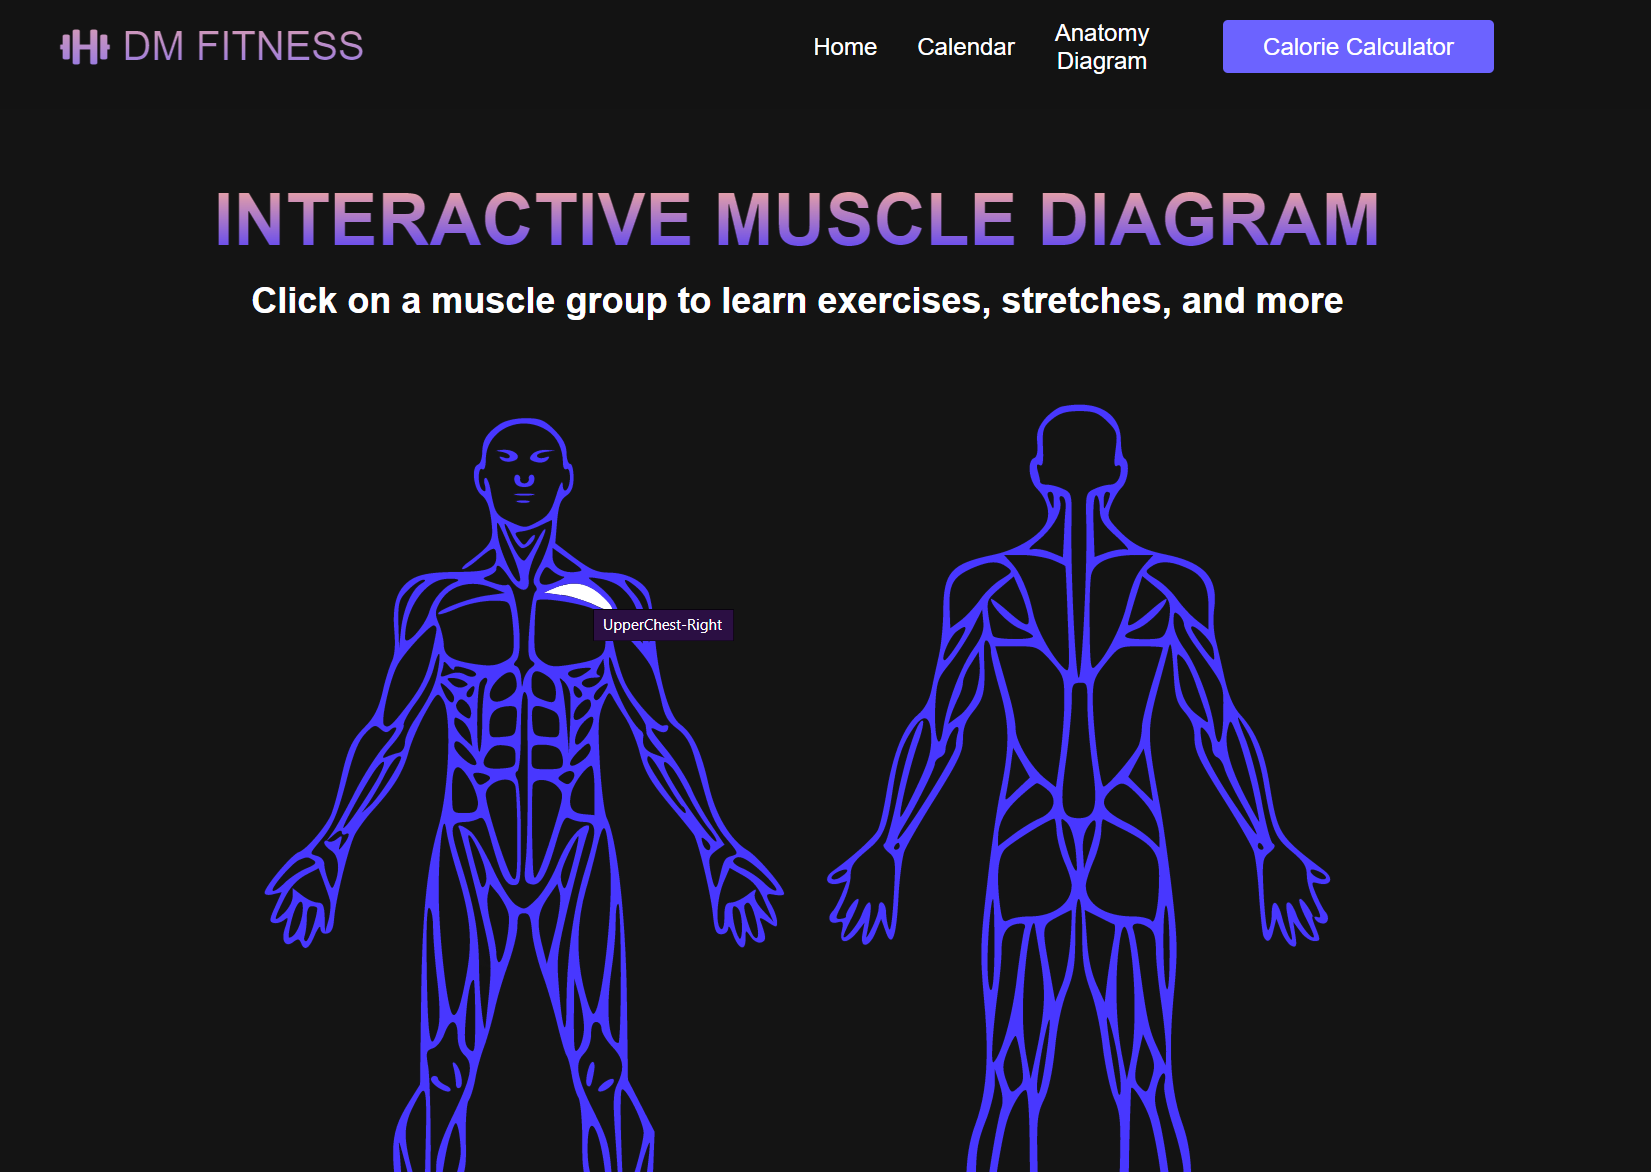 DM FITNESS
Home
Calendar
Anatomy
Diagram
Calorie Calculator
INTERACTIVE MUSCLE DIAGRAM
Click on a muscle group to learn exercises, stretches, and more
UpperChest-Right